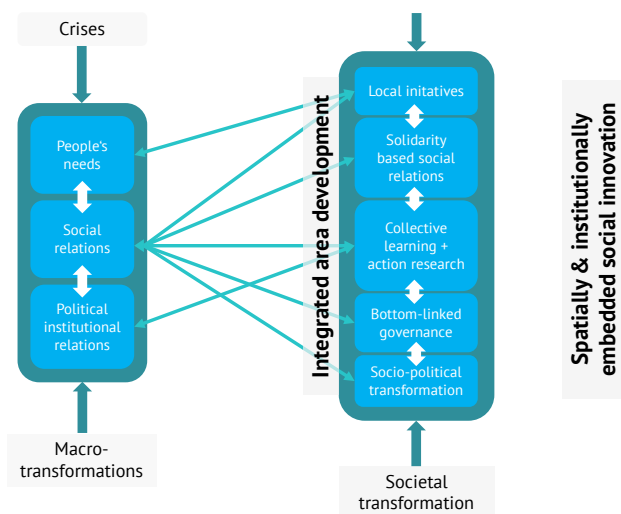 Crises
People's
needs
Social
relations
Political
institutional
relations
Macro-
transformations
Integrated area development
Local initatives
Solidarity
based social
relations
Collective
learning +
action research
Bottom-linked
governance
Socio-political
transformation
Societal
transformation
Spatially & institutionally
embedded social innovation